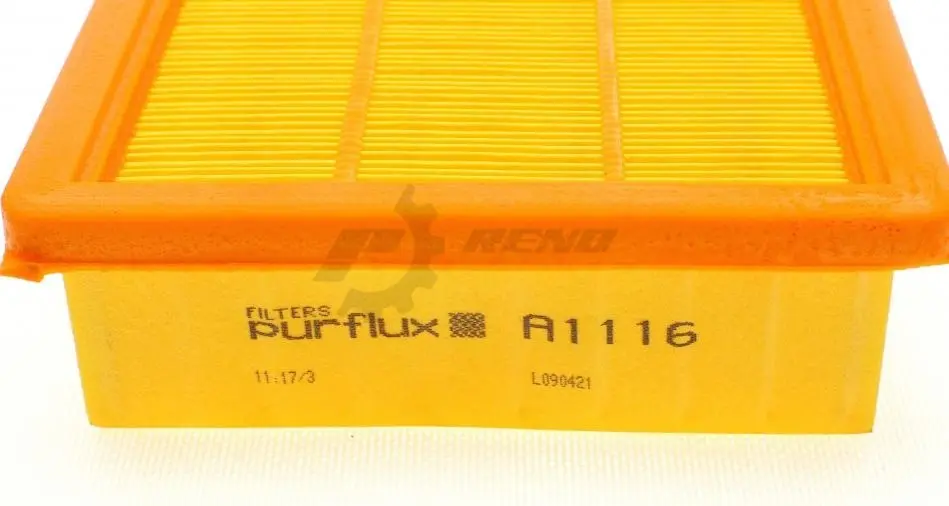 RENO
FILTERS
purflux A1116
11:17/3 L090421